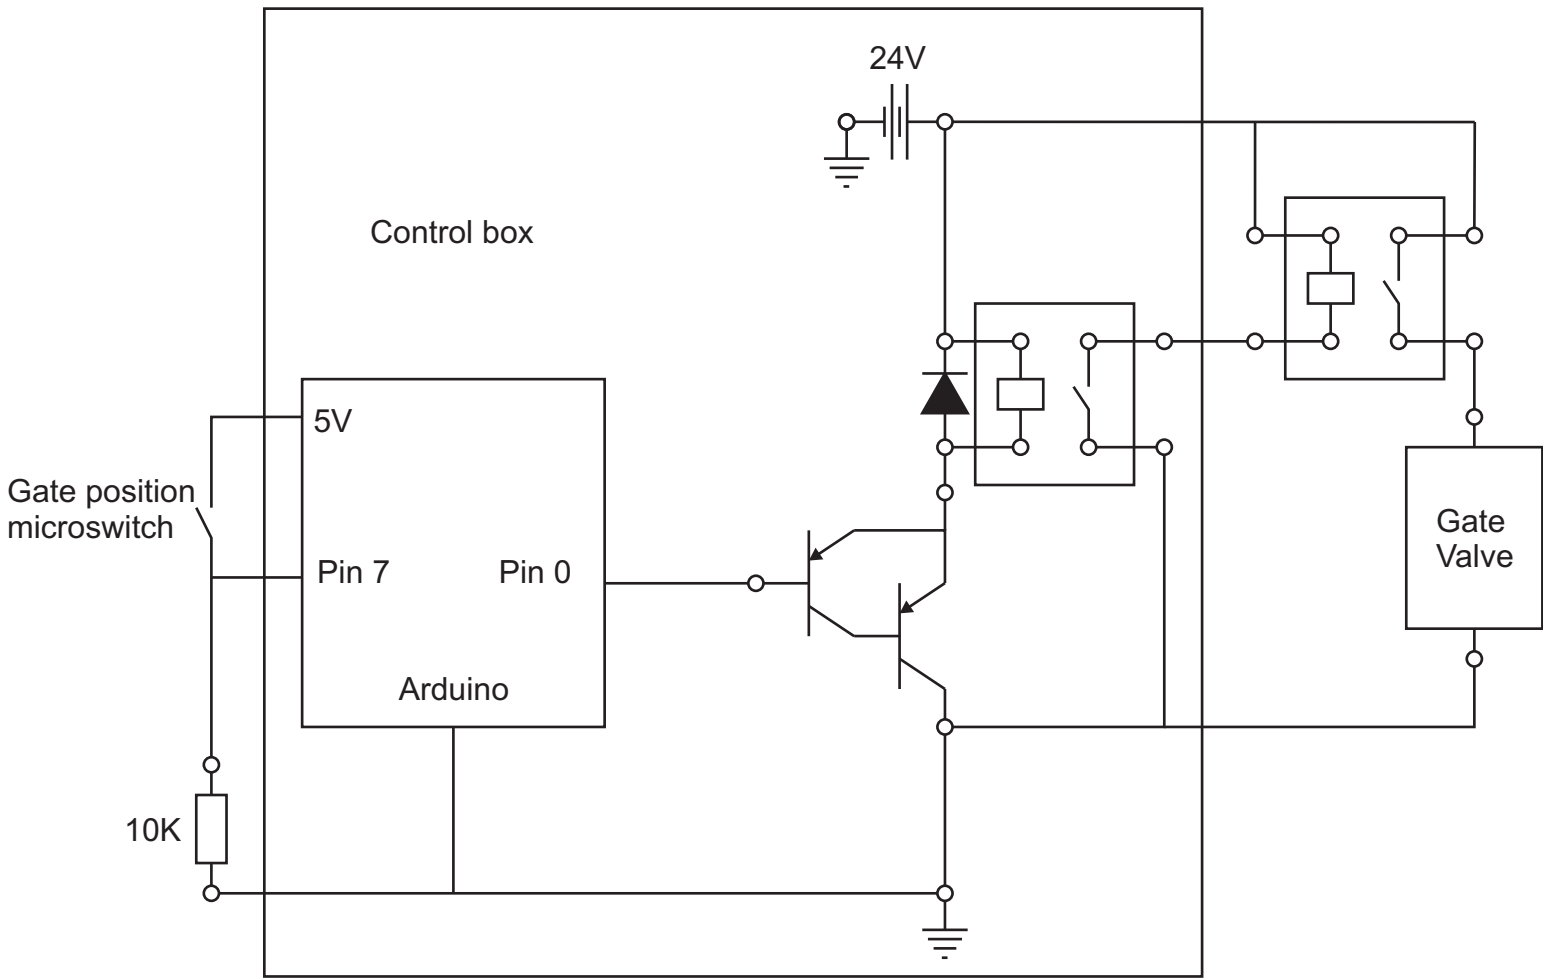 24V
Control box
5V
Gate position
microswitch
Pin 7
Pin 0
Arduino
Gate
Valve
10K